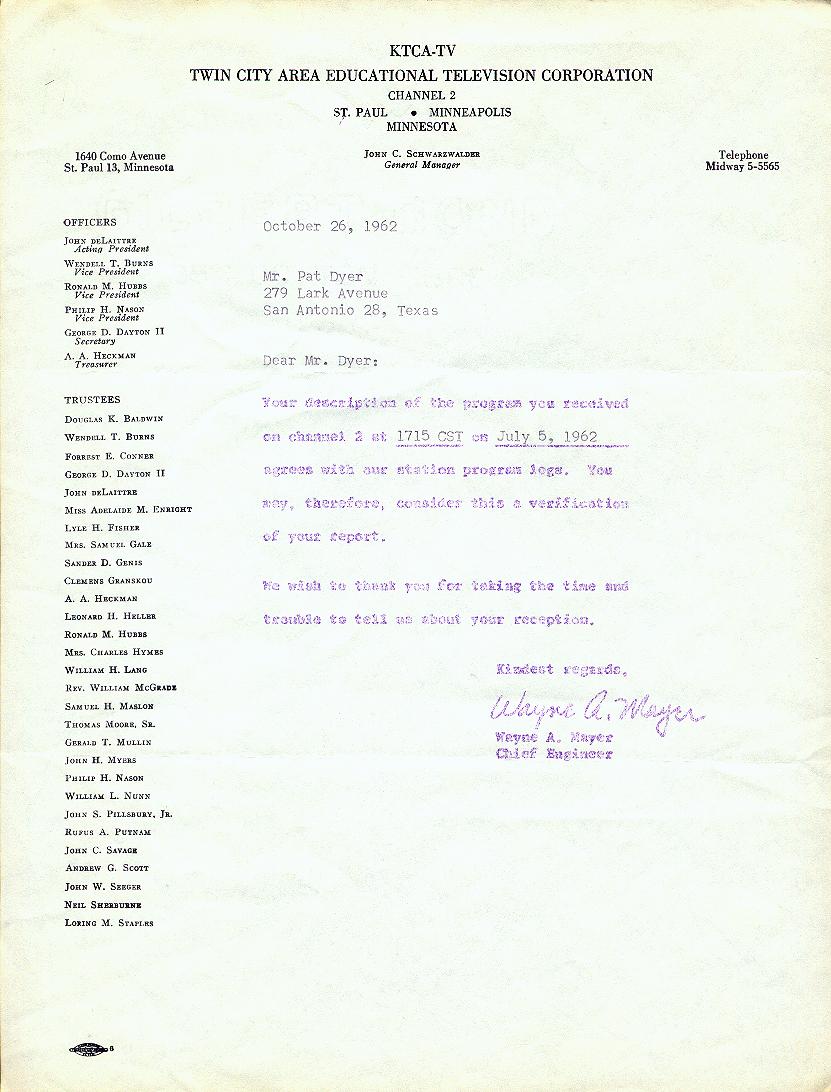 KTCA-TV
TWIN CITY AREA EDUCATIONAL TELEVISION CORPORATION
CHANNEL 2
ST. PAUL • MINNEAPOLIS
MINNESOTA
1640 Como Avenue
St. Paul 13, Minnesota
John C. Schwarzwalder
General Manager
Telephone
Midway 5-5565
OFFICERS
John deLaittre
Acting President
Wendell T. Burns
Vice President
Ronald M. Hubbs
Vice President
Philip H. Nason
Vice President
George D. Dayton II
Secretary
A. A. Heckman
Treasurer
TRUSTEES
Douglas K. Baldwin
Wendell T. Burns
Forrest E. Conner
George D. Dayton II
John deLaittre
Miss Adelaide M. Enright
Lyle H. Fisher
Mrs. Samuel Gale
Sander D. Genis
Clemens Granskou
A. A. Heckman
Leonard H. Heller
Ronald M. Hubbs
Mrs. Charles Hymes
William H. Lang
Rev. William McGrade
Samuel H. Maslon
Thomas Moore, Sr.
Gerald T. Mullin
John H. Myers
Philip H. Nason
William L. Nunn
John S. Pillsbury, Jr.
Rufus A. Putnam
John C. Savage
Andrew G. Scott
John W. Seeger
Neil Sherburne
Loring M. Staples
October 26, 1962
Mr. Pat Dyer
279 Lark Avenue
San Antonio 28, Texas
Dear Mr. Dyer:
Your description of the program you received
on channel 2 at 1715 CST on July 5, 1962
agrees with our station program logs. You
may, therefore, consider this a verification
of your report.
We wish to thank you for taking the time and
trouble to tell us about your reception.
Kindest regards,
Wayne A. Mayer
Wayne A. Mayer
Chief Engineer